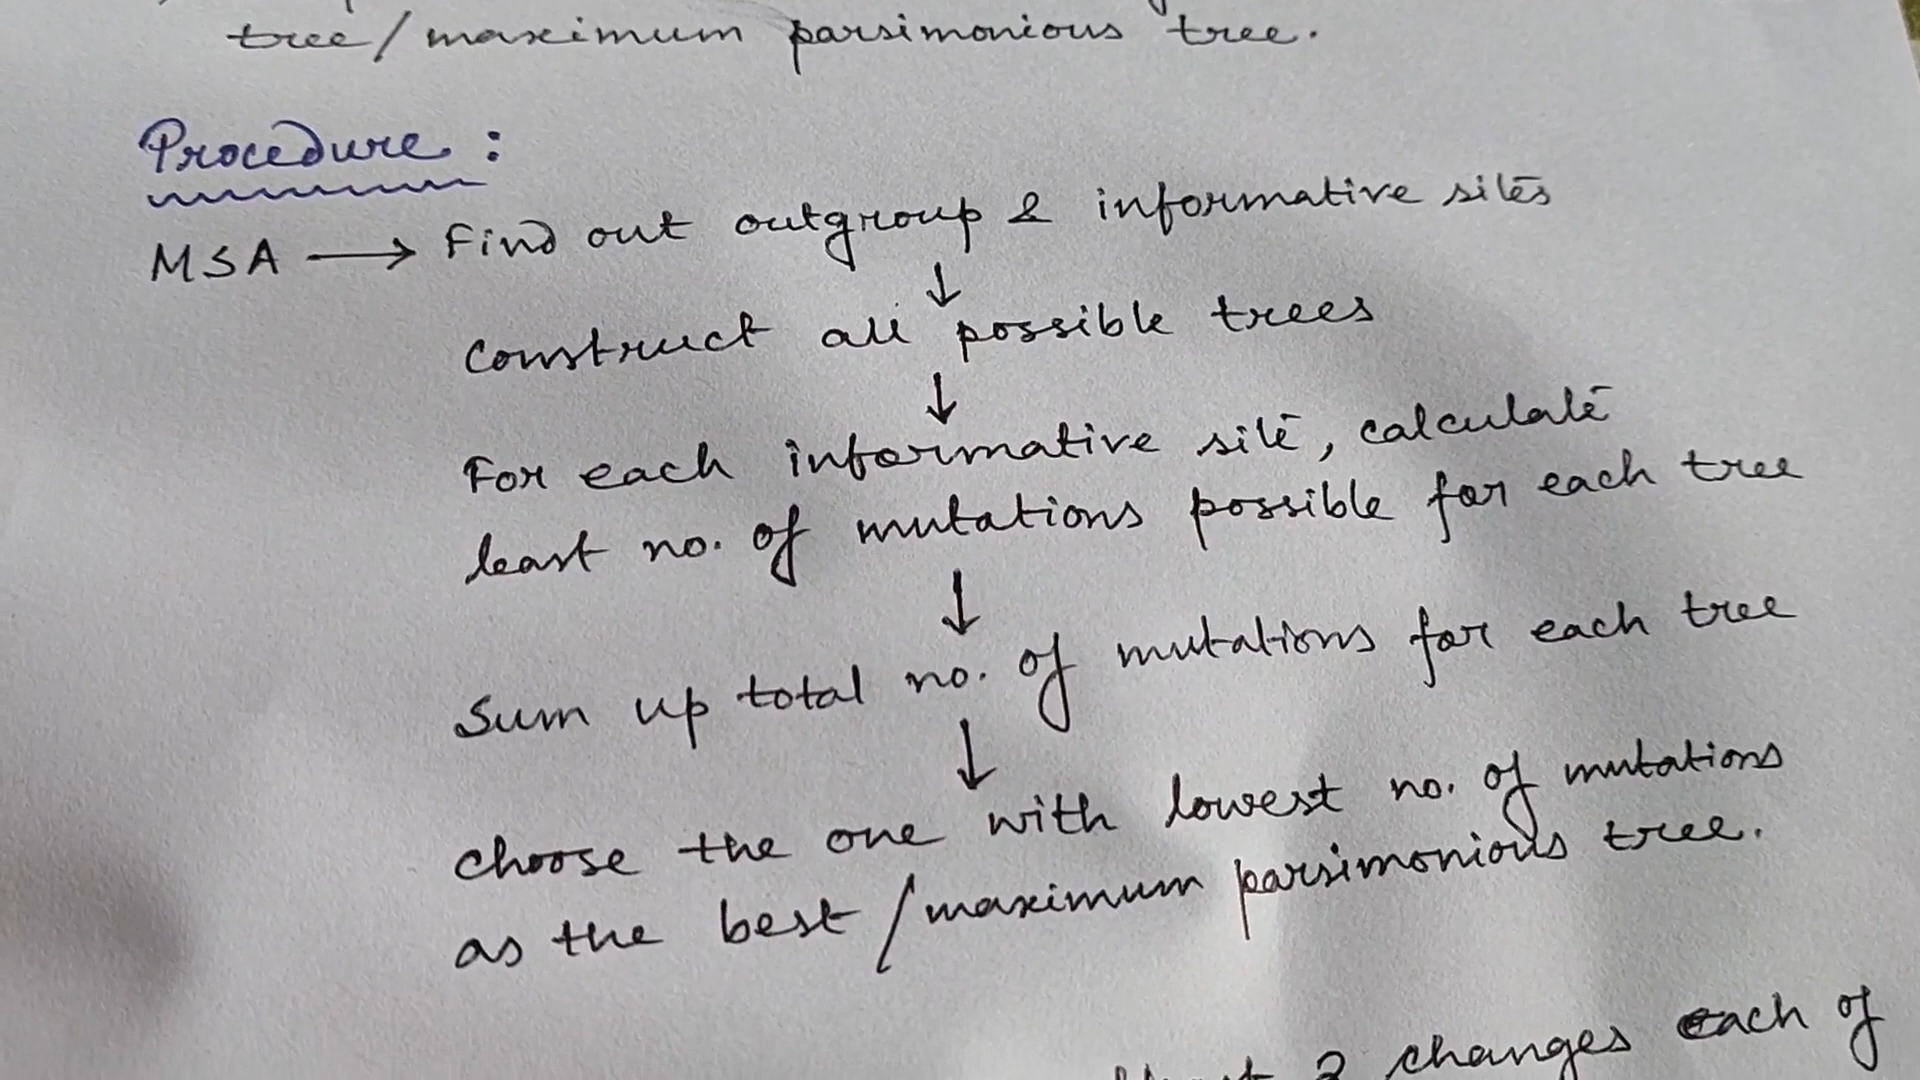 tree/maximum parsimonious tree.
Procedure :
MSA → Find out outgroup & informative sites
↓
Construct all possible trees
↓
For each informative site, calculate
least no. of mutations possible for each tree
↓
Sum up total no. of mutations for each tree
↓
choose the one with lowest no. of mutations
as the best/maximum parsimonious tree.
2 changes each of